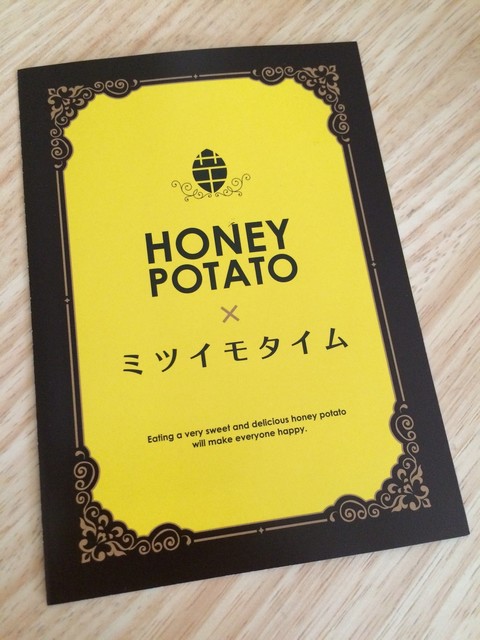 HONEY
POTATO
×
ミツイモタイム
Eating a very sweet and delicious honey potato
will make everyone happy.